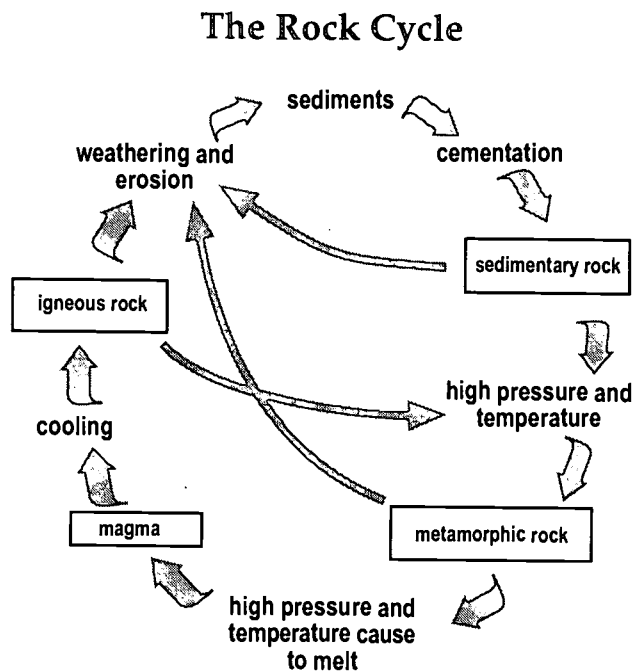 The Rock Cycle
sediments
weathering and
erosion
cementation
sedimentary rock
igneous rock
high pressure and
temperature
cooling
magma
metamorphic rock
high pressure and
temperature cause
to melt